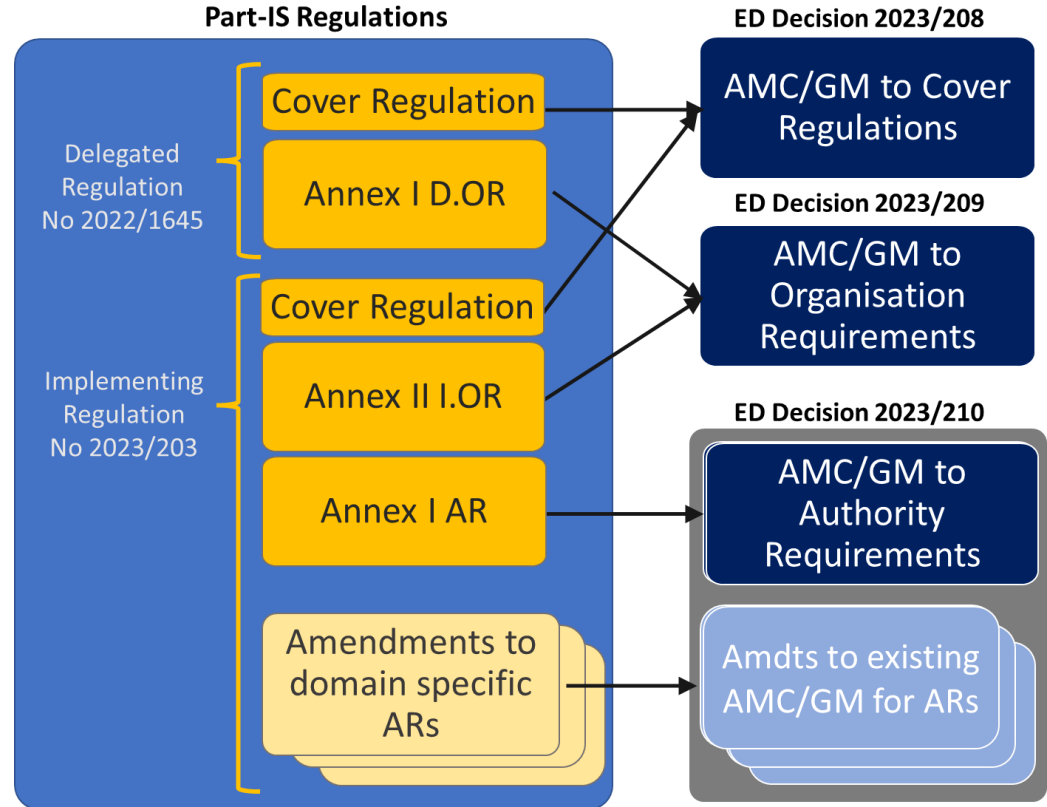 Part-IS Regulations
Delegated
Regulation
No 2022/1645
Cover Regulation
Annex I D.OR
Implementing
Regulation
No 2023/203
Cover Regulation
Annex II I.OR
Annex I AR
Amendments to
domain specific
ARs
ED Decision 2023/208
AMC/GM to Cover
Regulations
ED Decision 2023/209
AMC/GM to
Organisation
Requirements
ED Decision 2023/210
AMC/GM to
Authority
Requirements
Amdts to existing
AMC/GM for ARs